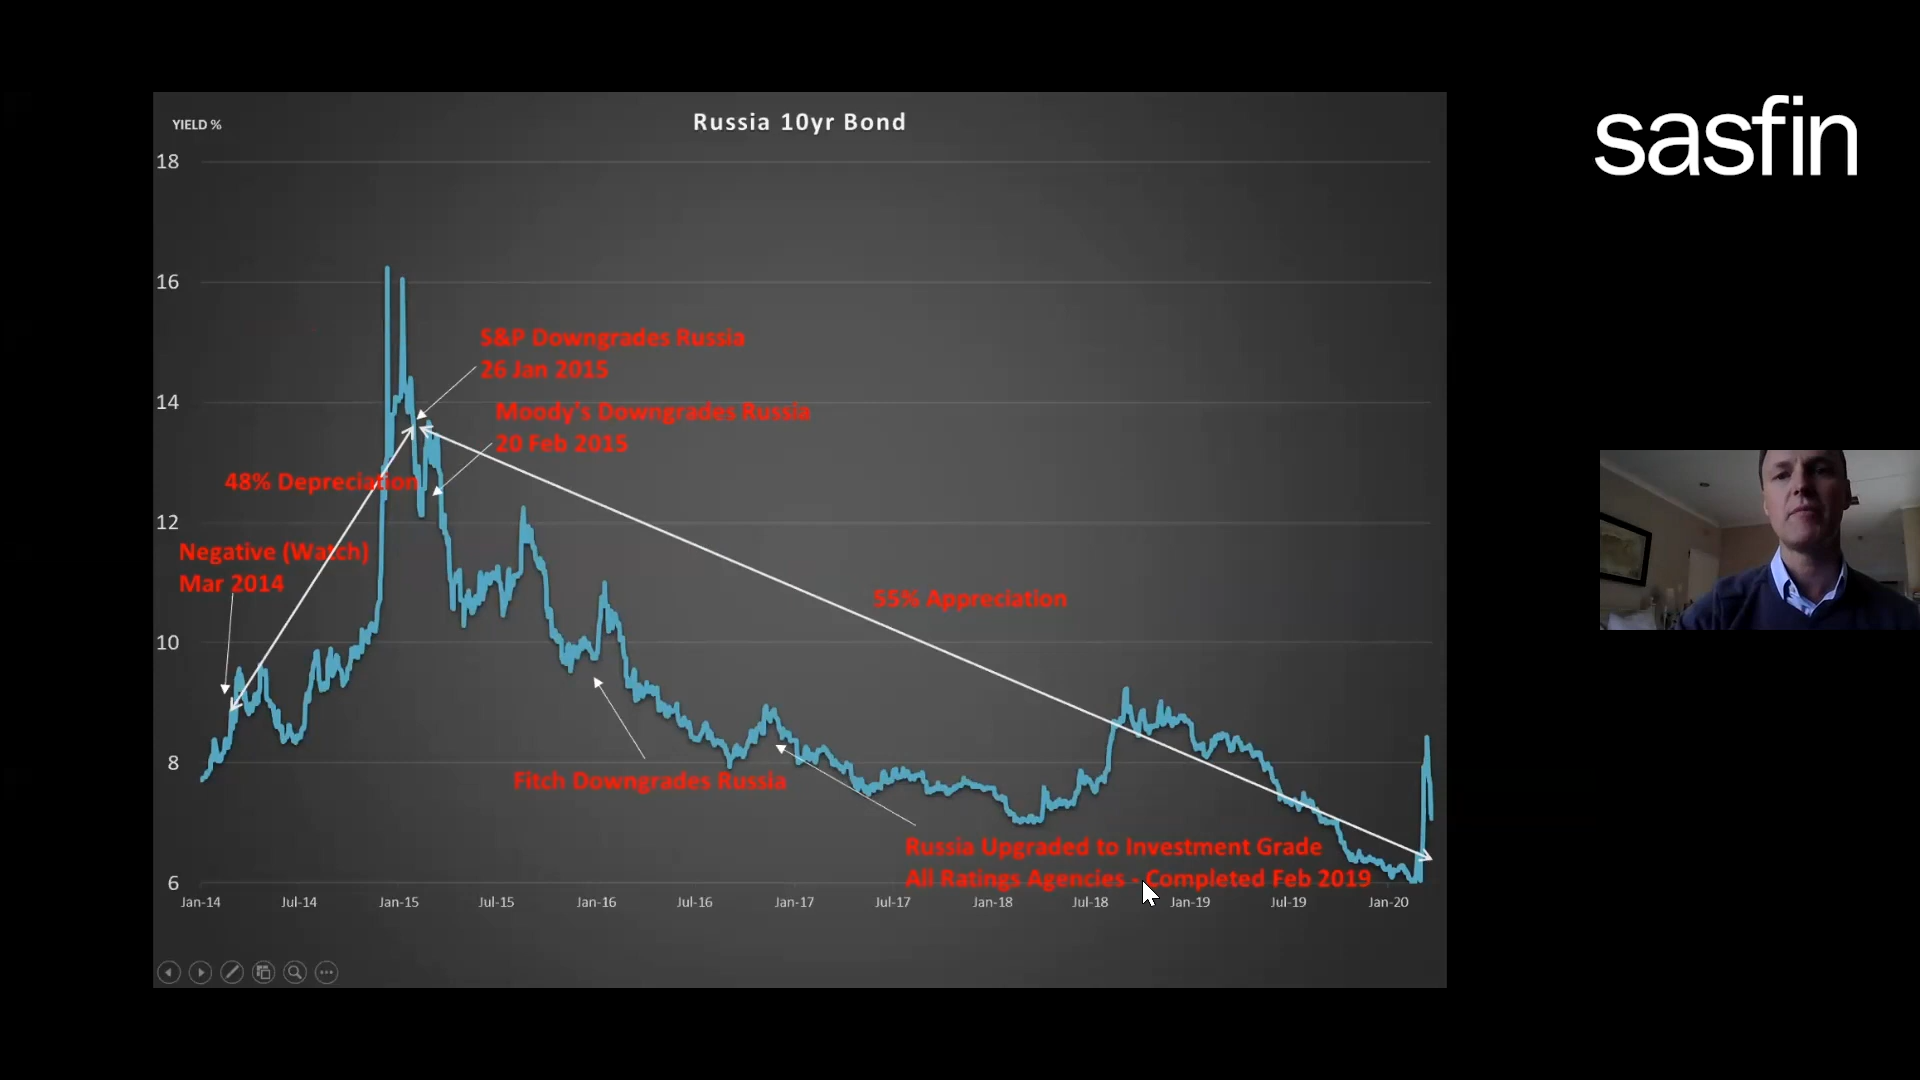 sasfin
YIELD %
Russia 10yr Bond
18
16
14
12
10
8
6
S&P Downgrades Russia
26 Jan 2015
Moody's Downgrades Russia
20 Feb 2015
48% Depreciation
Negative (Watch)
Mar 2014
55% Appreciation
Fitch Downgrades Russia
Russia Upgraded to Investment Grade
All Ratings Agencies - Completed Feb 2019
Jan-14 Jul-14 Jan-15 Jul-15 Jan-16 Jul-16 Jan-17 Jul-17 Jan-18 Jul-18 Jan-19 Jul-19 Jan-20